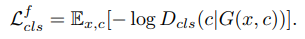 $\mathcal{L}^{f}_{cls} = \mathbb{E}_{x,c}[-\log D_{cls}(c|G(x,c))].$